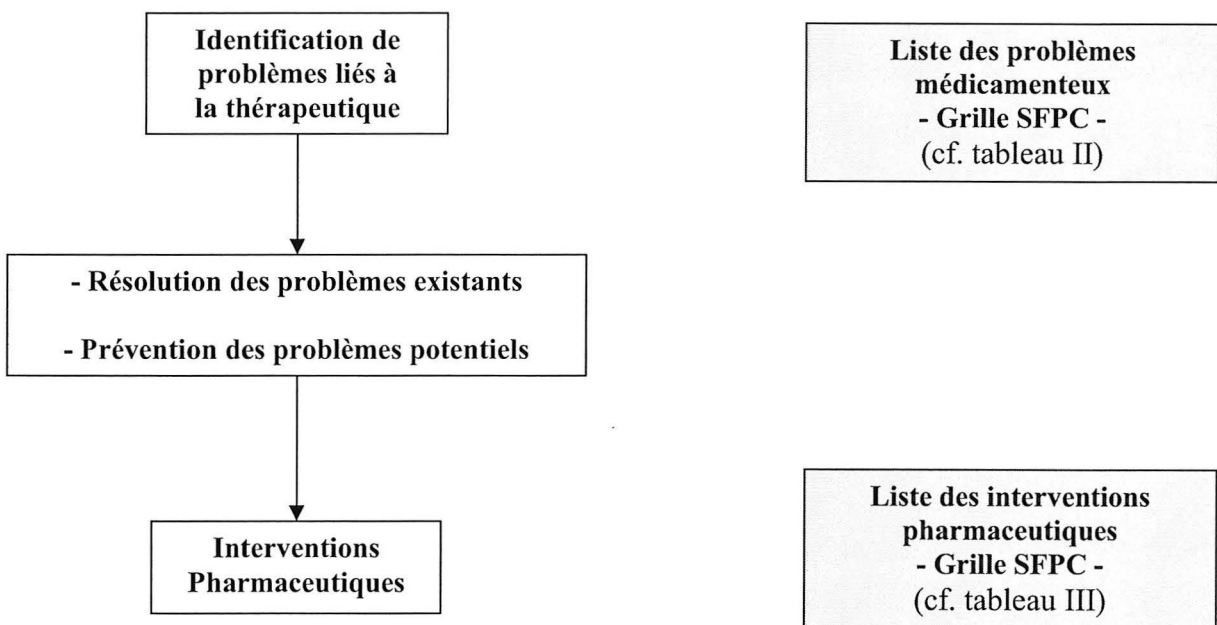 Identification de
problèmes liés à
la thérapeutique
Liste des problèmes
médicamenteux
- Grille SFPC -
(cf. tableau II)
- Résolution des problèmes existants
- Prévention des problèmes potentiels
Interventions
Pharmaceutiques
Liste des interventions
pharmaceutiques
- Grille SFPC -
(cf. tableau III)